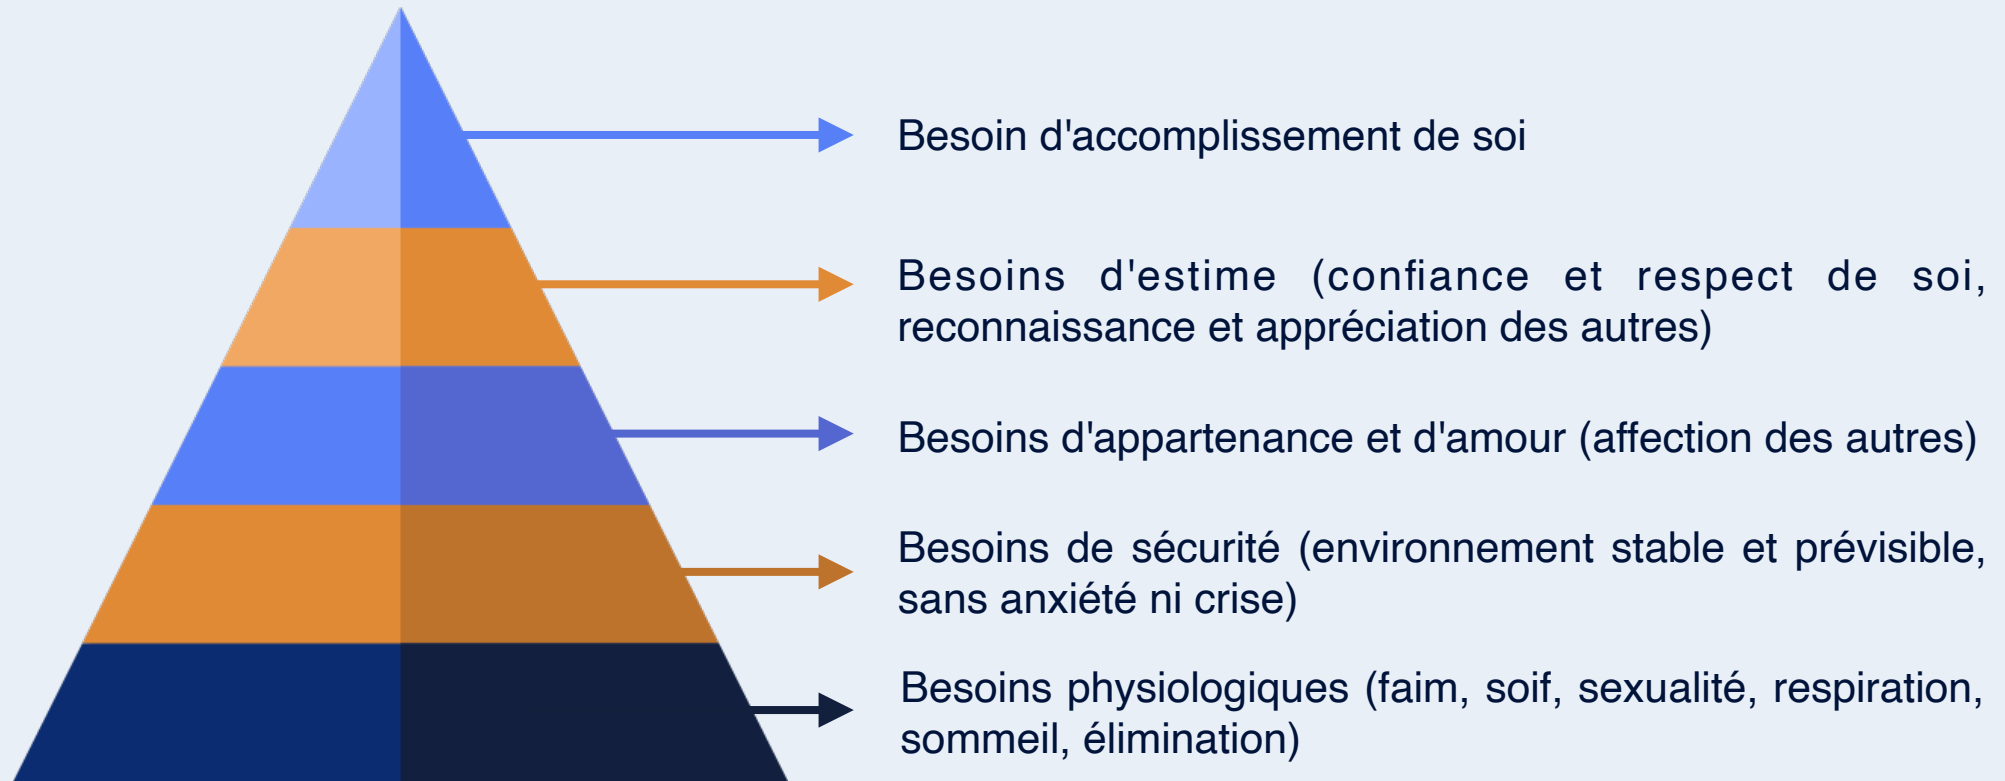 Besoin d'accomplissement de soi
Besoins d'estime (confiance et respect de soi,
reconnaissance et appréciation des autres)
Besoins d'appartenance et d'amour (affection des autres)
Besoins de sécurité (environnement stable et prévisible,
sans anxiété ni crise)
Besoins physiologiques (faim, soif, sexualité, respiration,
sommeil, élimination)